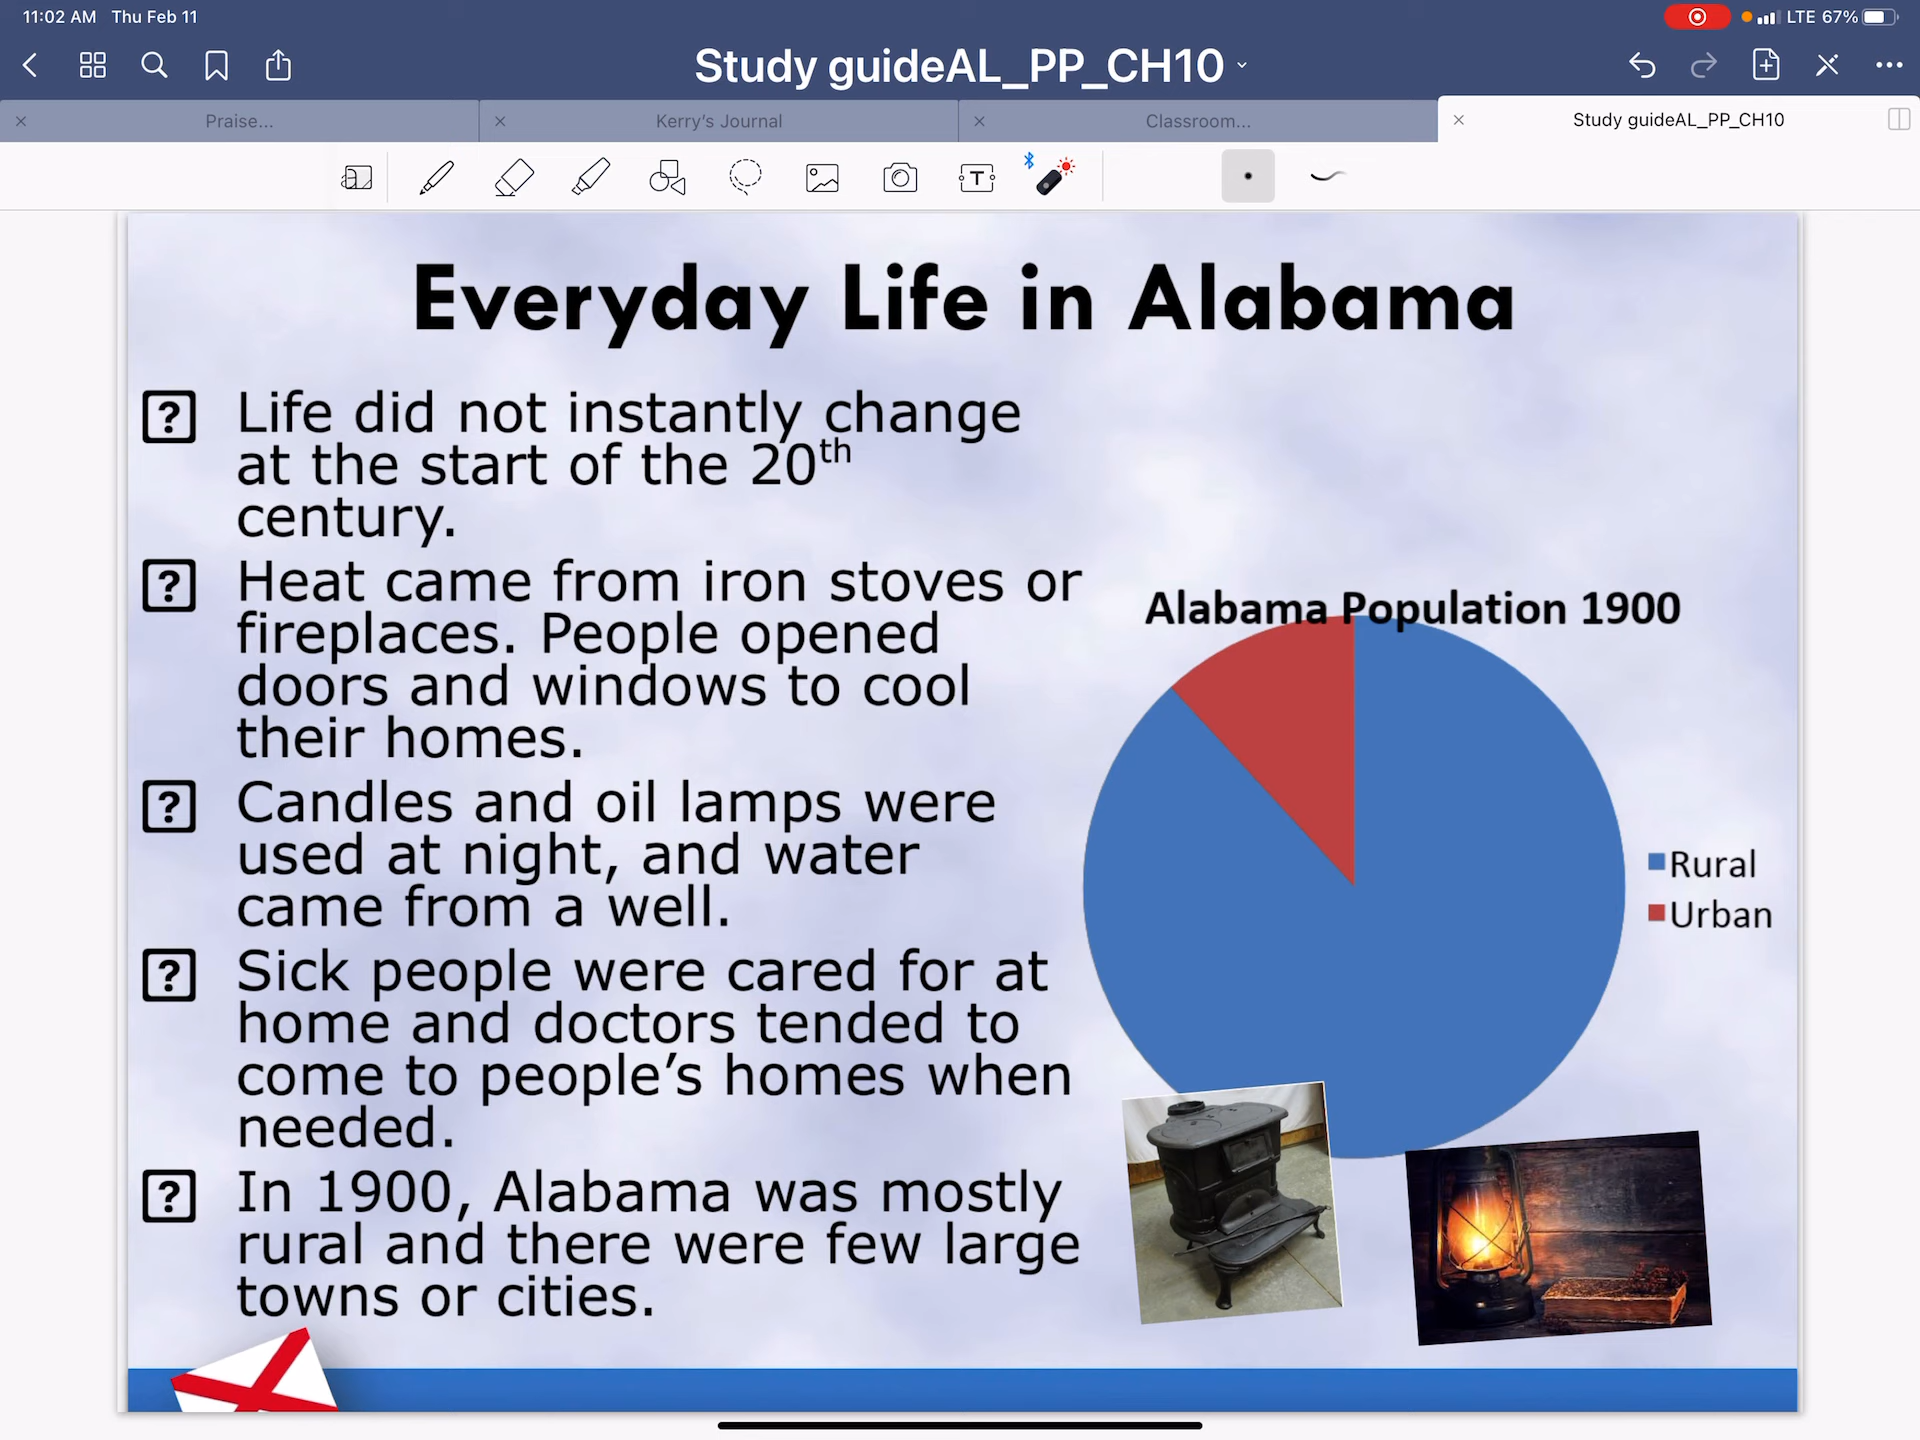 11:02 AM Thu Feb 11
LTE 67%
Study guideAL_PP_CH10
Praise...
Kerry's Journal
Classroom...
Study guideAL_PP_CH10
Everyday Life in Alabama
Life did not instantly change
at the start of the 20th
century.
Heat came from iron stoves or
fireplaces. People opened
doors and windows to cool
their homes.
Candles and oil lamps were
used at night, and water
came from a well.
Sick people were cared for at
home and doctors tended to
come to people's homes when
needed.
In 1900, Alabama was mostly
rural and there were few large
towns or cities.
Alabama Population 1900
Rural
Urban